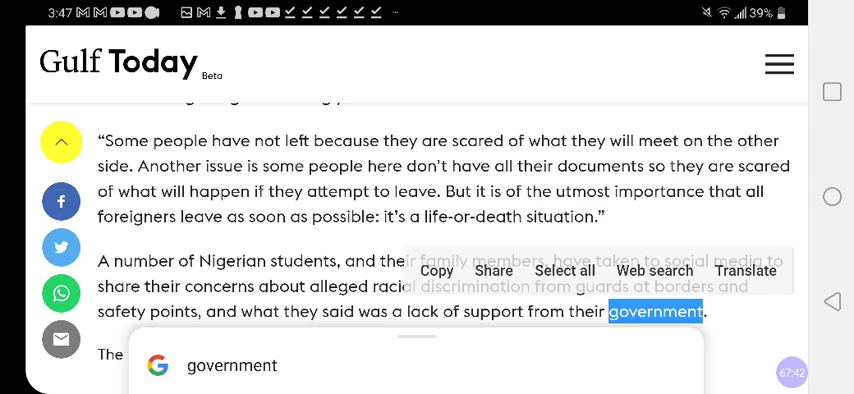 3:47
39%
Gulf Today
Beta
“Some people have not left because they are scared of what they will meet on the other
side. Another issue is some people here don’t have all their documents so they are scared
of what will happen if they attempt to leave. But it is of the utmost importance that all
foreigners leave as soon as possible: it’s a life-or-death situation.”
A number of Nigerian students, and their family members, have taken to social media to
Copy Share Select all Web search Translate
share their concerns about alleged racial discrimination from guards at borders and
safety points, and what they said was a lack of support from their government.
The
government
67:42